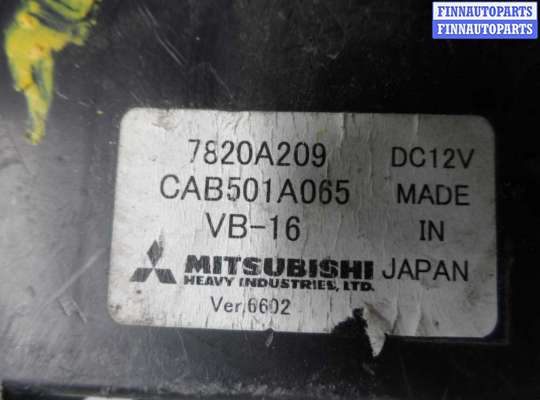 FINNAUTOPARTS
FINNAUTOPARTS
7820A209 DC12V
CAB501A065 MADE
VB-16 IN
MITSUBISHI JAPAN
HEAVY INDUSTRIES, LTD.
Ver.6602